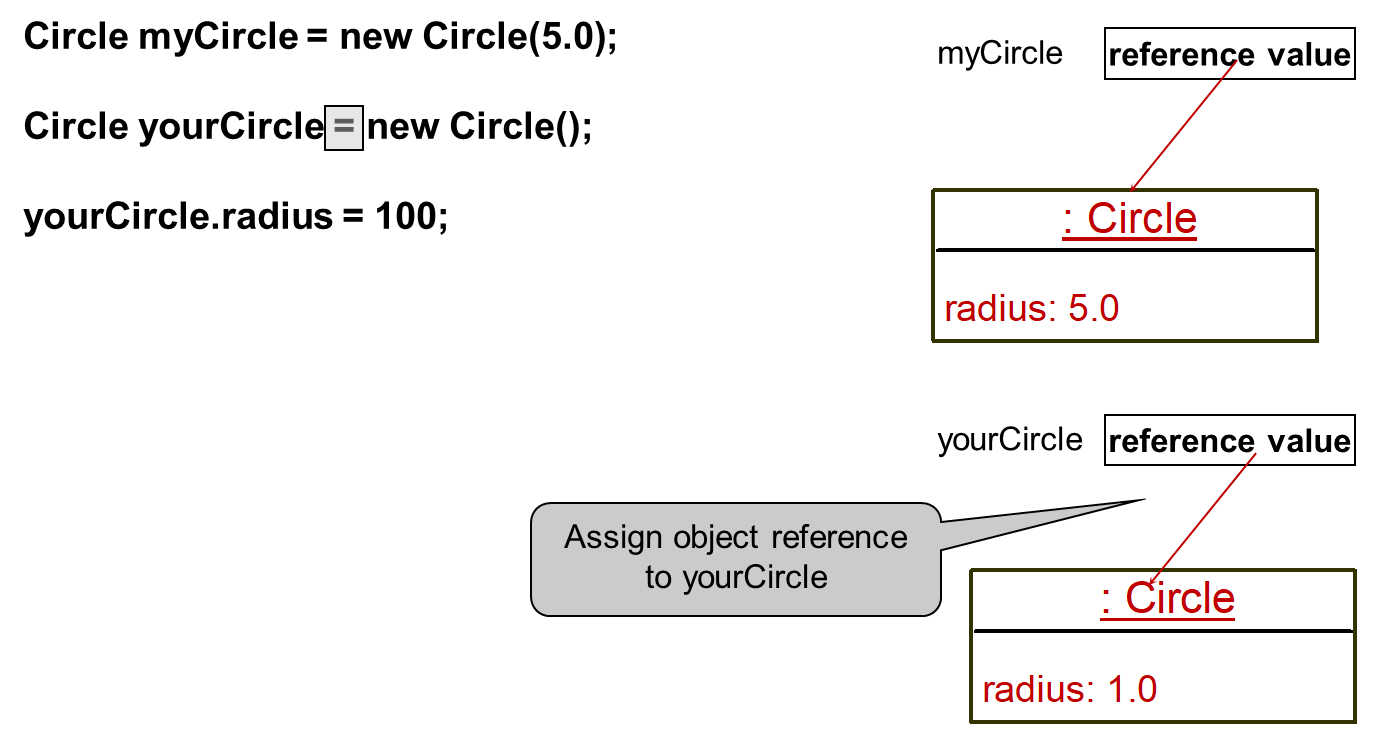 Circle myCircle = new Circle(5.0);
Circle yourCircle = new Circle();
yourCircle.radius = 100;
myCircle reference value
: Circle
radius: 5.0
yourCircle reference value
Assign object reference
to yourCircle
: Circle
radius: 1.0